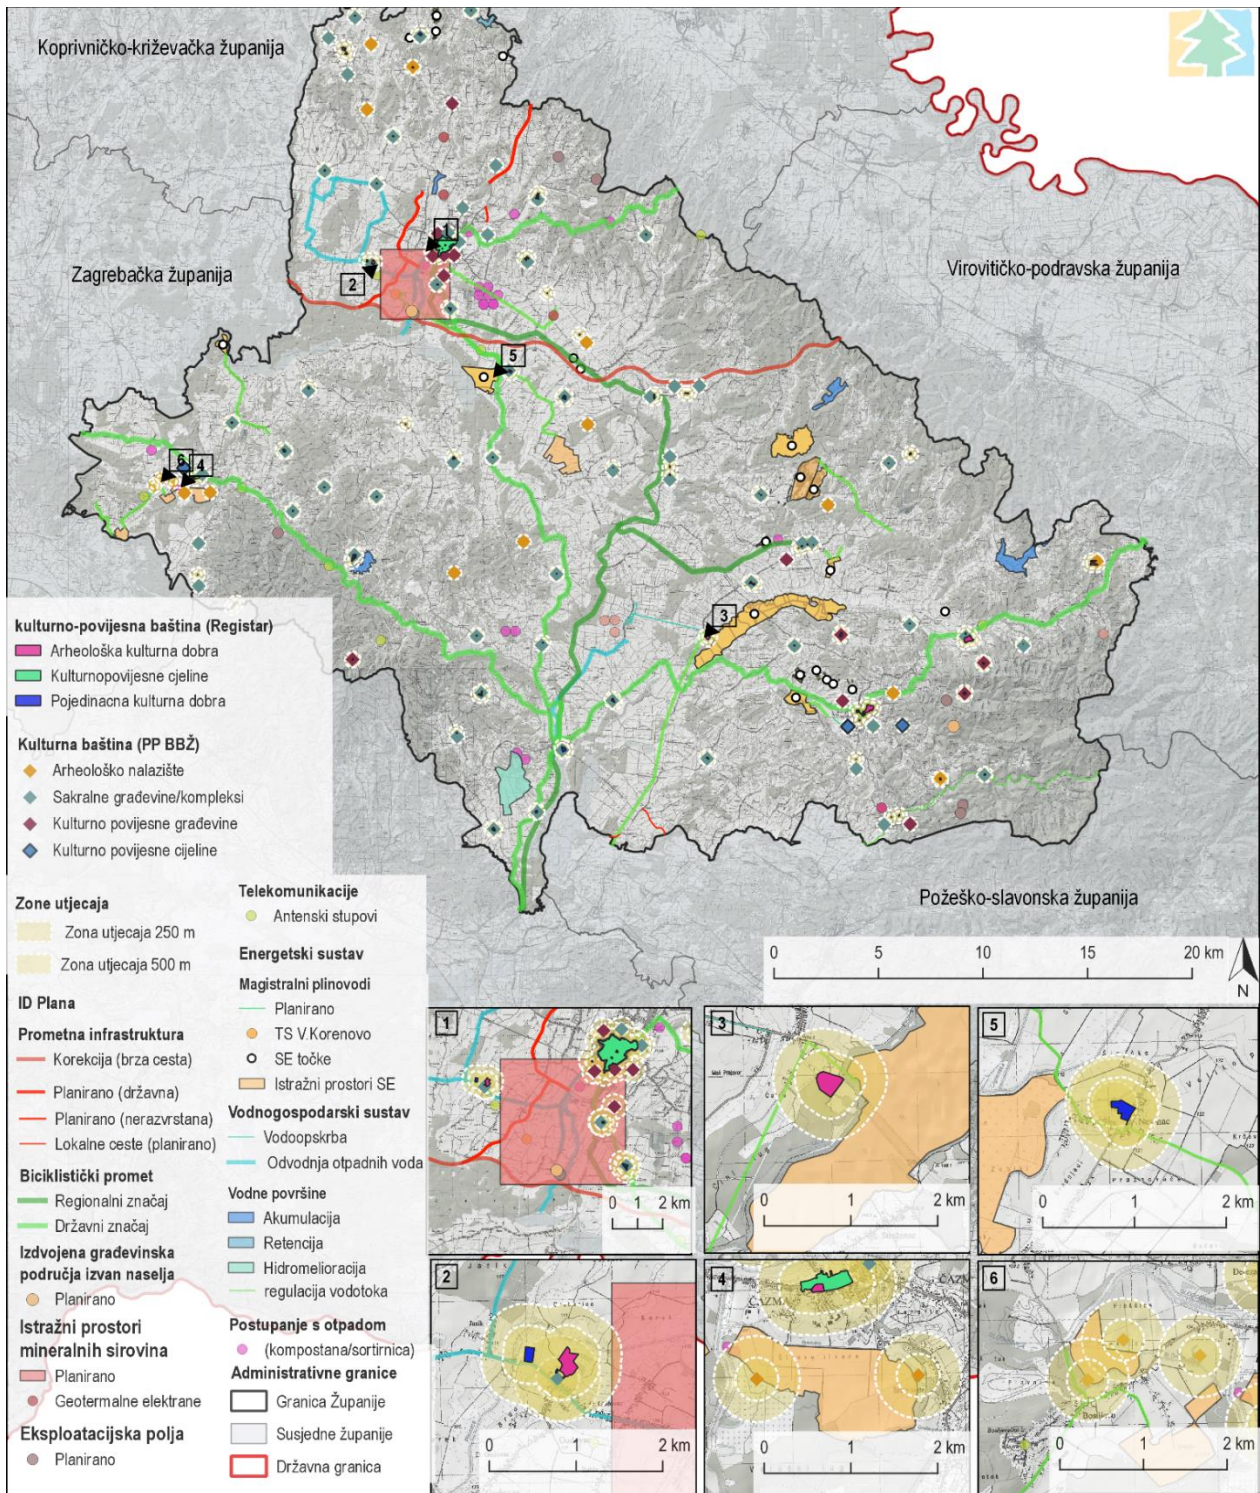 Koprivničko-križevačka županija
Zagrebačka županija
Virovitičko-podravska županija
Požeško-slavonska županija
1
2
5
6
4
3
kulturno-povijesna baština (Registar)
Arheološka kulturna dobra
Kulturnopovijesne cjeline
Pojedinacna kulturna dobra
Kulturna baština (PP BBŽ)
Arheološko nalazište
Sakralne građevine/kompleksi
Kulturno povijesne građevine
Kulturno povijesne cijeline
Zone utjecaja
Zona utjecaja 250 m
Zona utjecaja 500 m
ID Plana
Prometna infrastruktura
Korekcija (brza cesta)
Planirano (državna)
Planirano (nerazvrstana)
Lokalne ceste (planirano)
Biciklistički promet
Regionalni značaj
Državni značaj
Izdvojena građevinska
područja izvan naselja
Planirano
Istražni prostori
mineralnih sirovina
Planirano
Geotermalne elektrane
Eksploatacijska polja
Planirano
Telekomunikacije
Antenski stupovi
Energetski sustav
Magistralni plinovodi
Planirano
TS V.Korenovo
SE točke
Istražni prostori SE
Vodnogospodarski sustav
Vodoopskrba
Odvodnja otpadnih voda
Vodne površine
Akumulacija
Retencija
Hidromelioracija
regulacija vodotoka
Postupanje s otpadom
(kompostana/sortirnica)
Administrativne granice
Granica Županije
Susjedne županije
Državna granica
0 5 10 15 20 km
N
1
0 1 2 km
3
0 1 2 km
5
0 1 2 km
2
0 1 2 km
4
ČAZMA
0 1 2 km
6
0 1 2 km